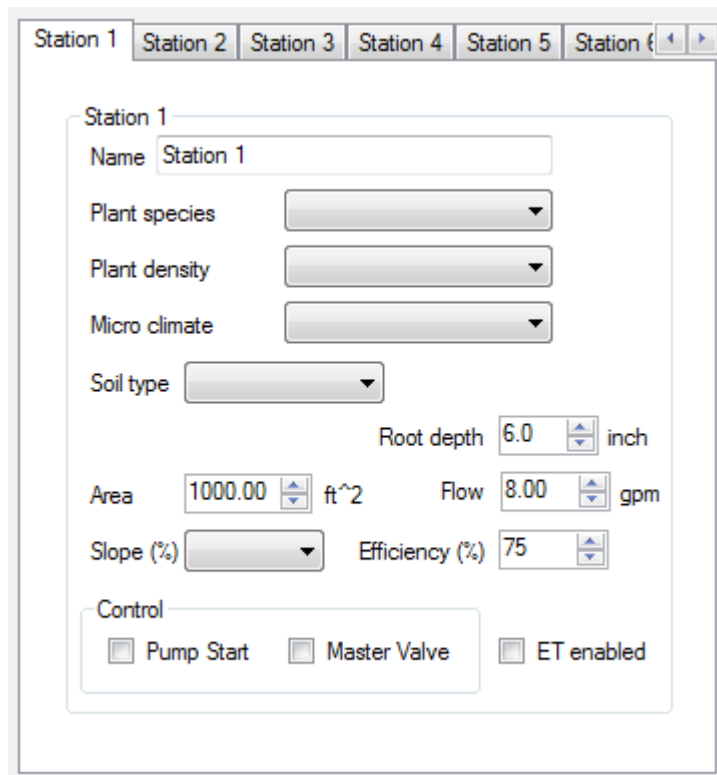 Station 1 Station 2 Station 3 Station 4 Station 5 Station 6
Station 1
Name Station 1
Plant species
Plant density
Micro climate
Soil type
Root depth 6.0 inch
Area 1000.00 ft^2 Flow 8.00 gpm
Slope (%) Efficiency (%) 75
Control
Pump Start Master Valve ET enabled